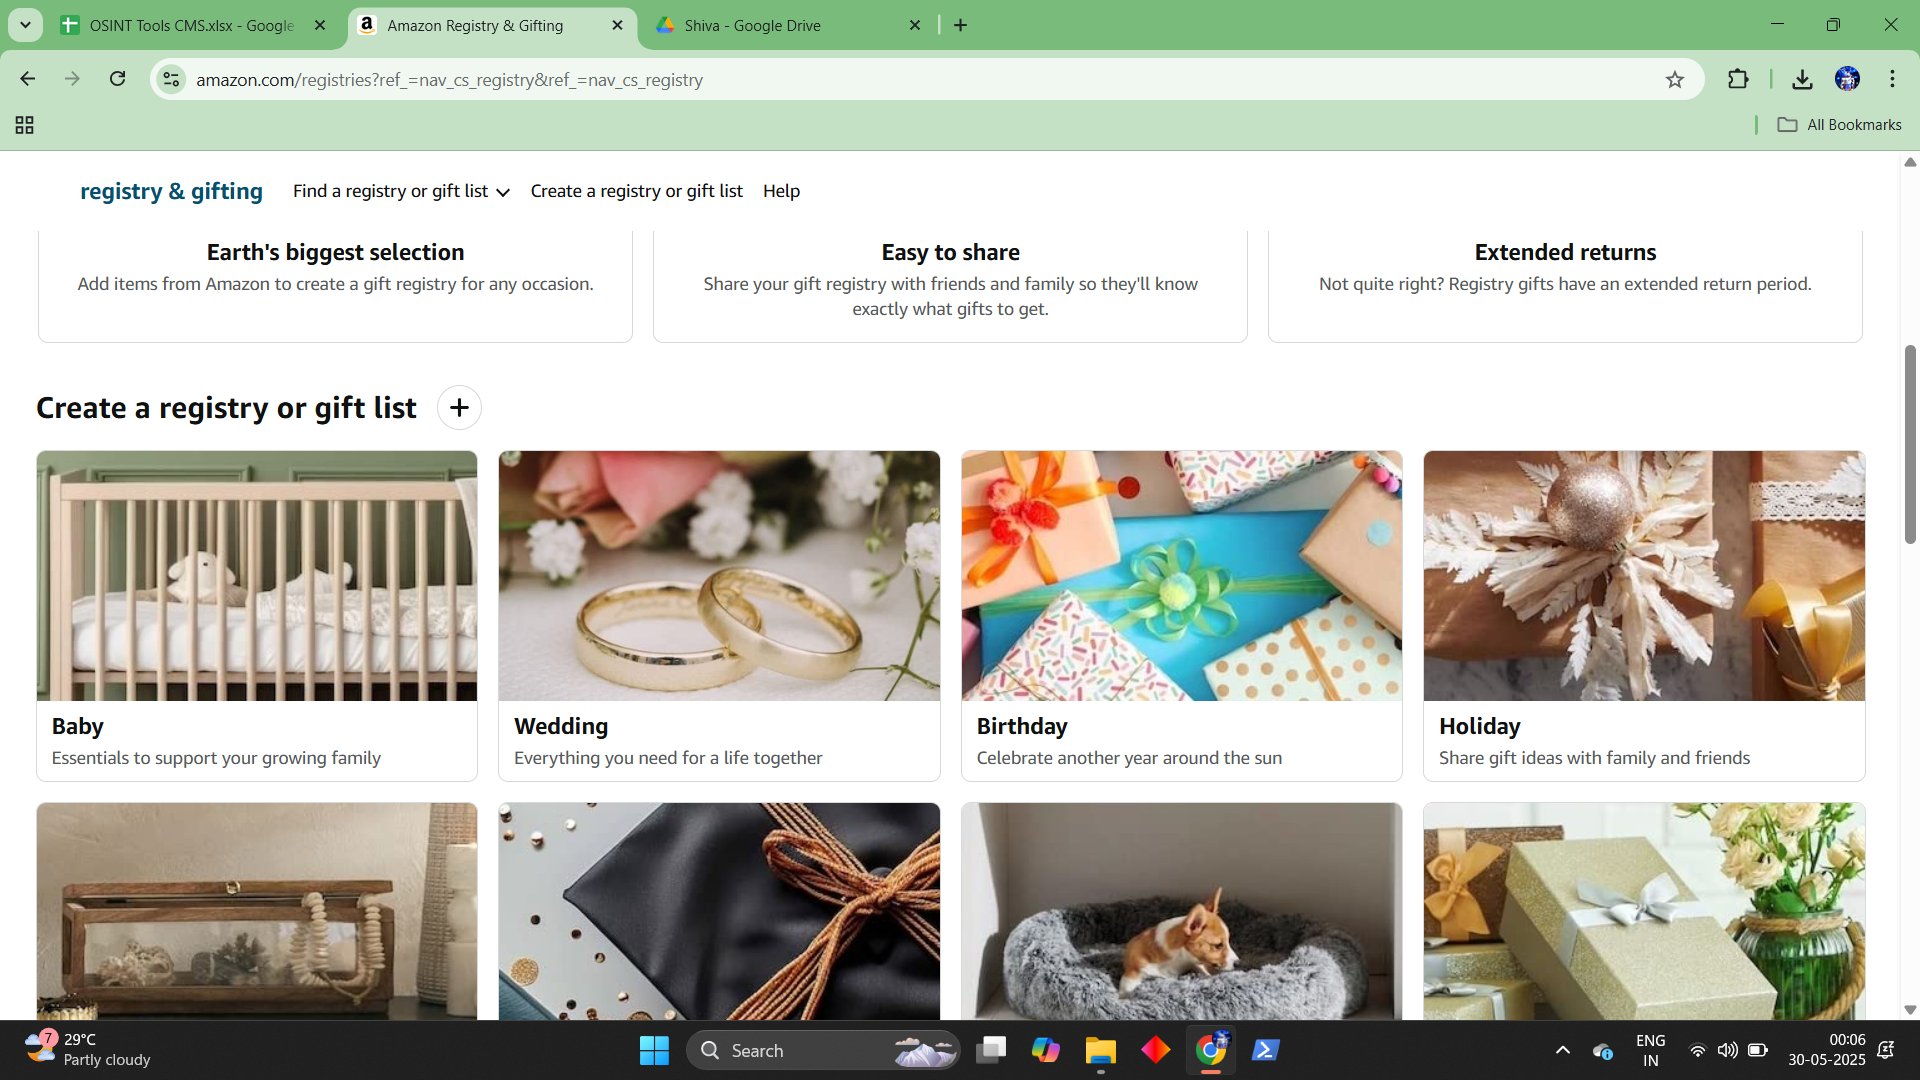 OSINT Tools CMS.xlsx - Google
Amazon Registry & Gifting
Shiva - Google Drive
amazon.com/registries?ref_=nav_cs_registry&ref_=nav_cs_registry
All Bookmarks
registry & gifting
Find a registry or gift list
Create a registry or gift list
Help
Earth's biggest selection
Add items from Amazon to create a gift registry for any occasion.
Easy to share
Share your gift registry with friends and family so they'll know
exactly what gifts to get.
Extended returns
Not quite right? Registry gifts have an extended return period.
Create a registry or gift list
Baby
Essentials to support your growing family
Wedding
Everything you need for a life together
Birthday
Celebrate another year around the sun
Holiday
Share gift ideas with family and friends
7
29°C
Partly cloudy
Search
ENG
IN
00:06
30-05-2025